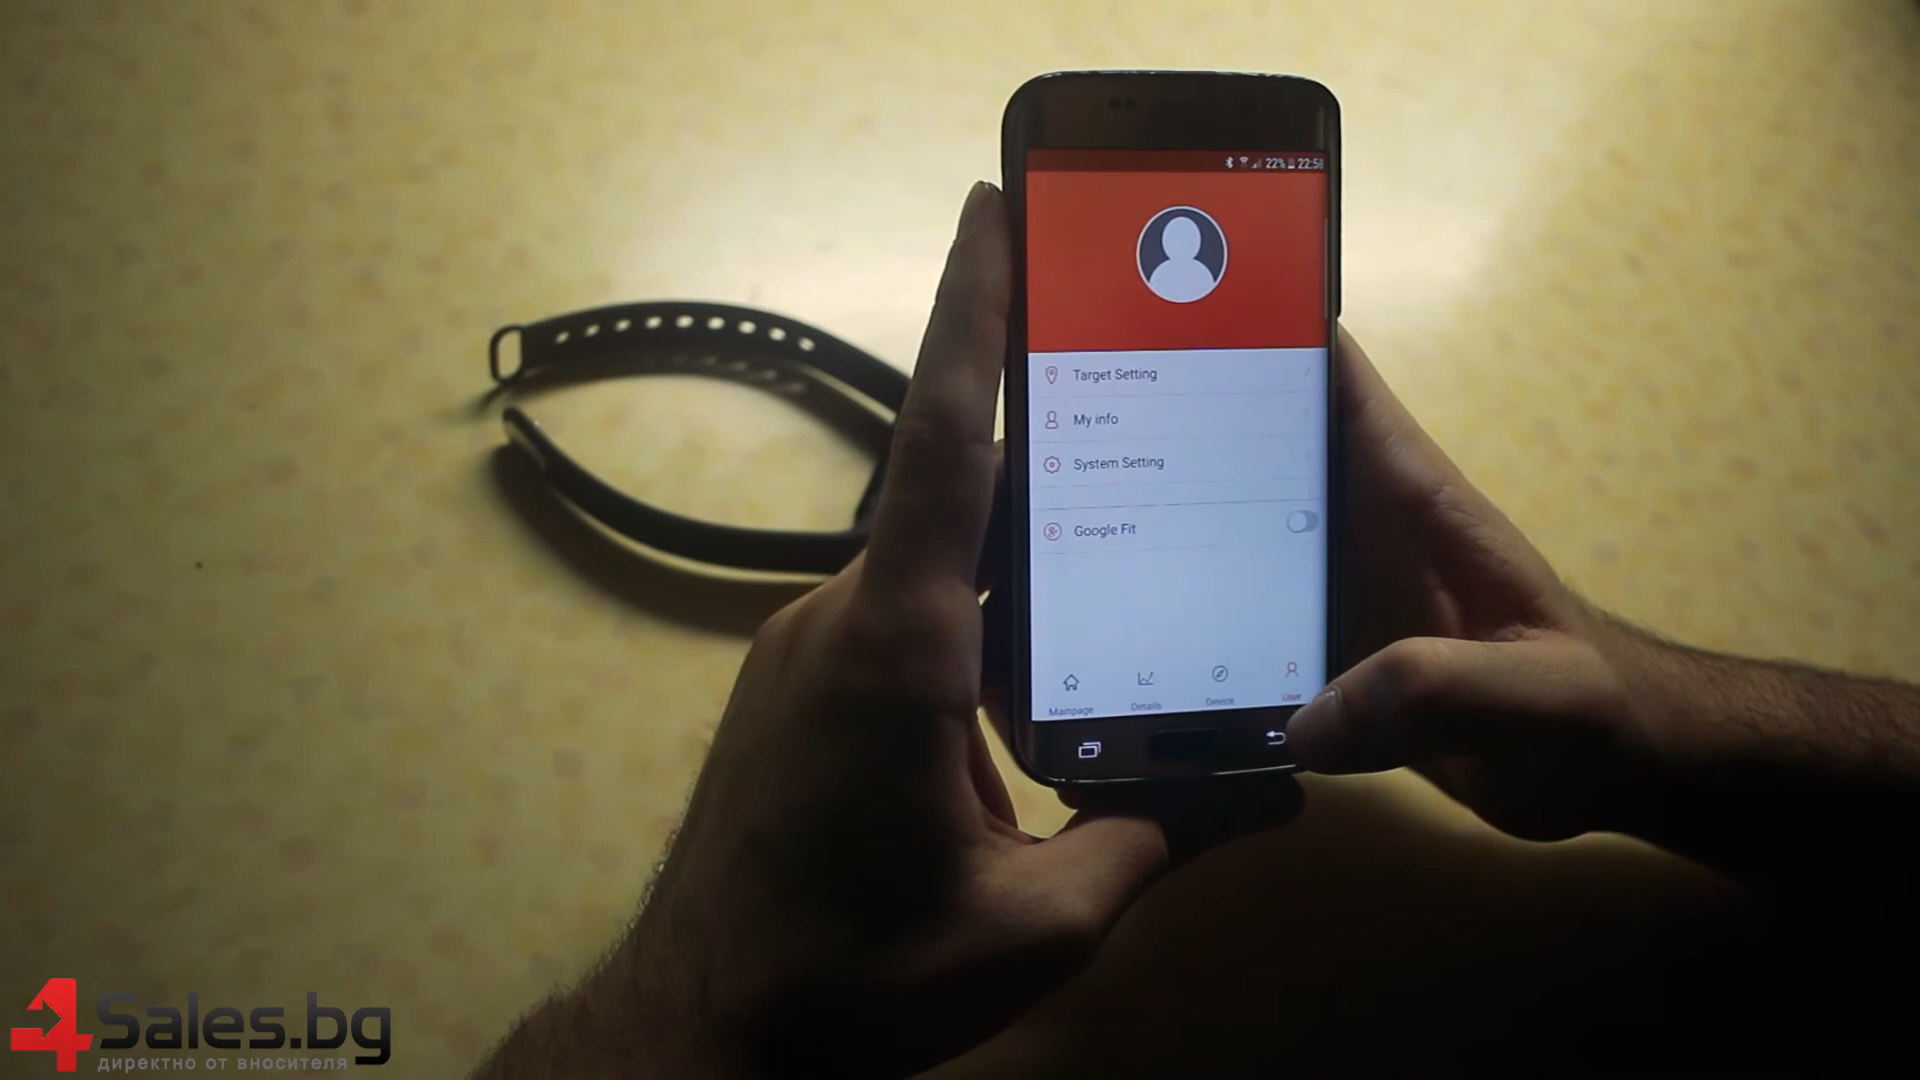 22% 22:56
Target Setting
My info
System Setting
Google Fit
Mainpage Details Device User
4Sales.bg
директно от вносителя